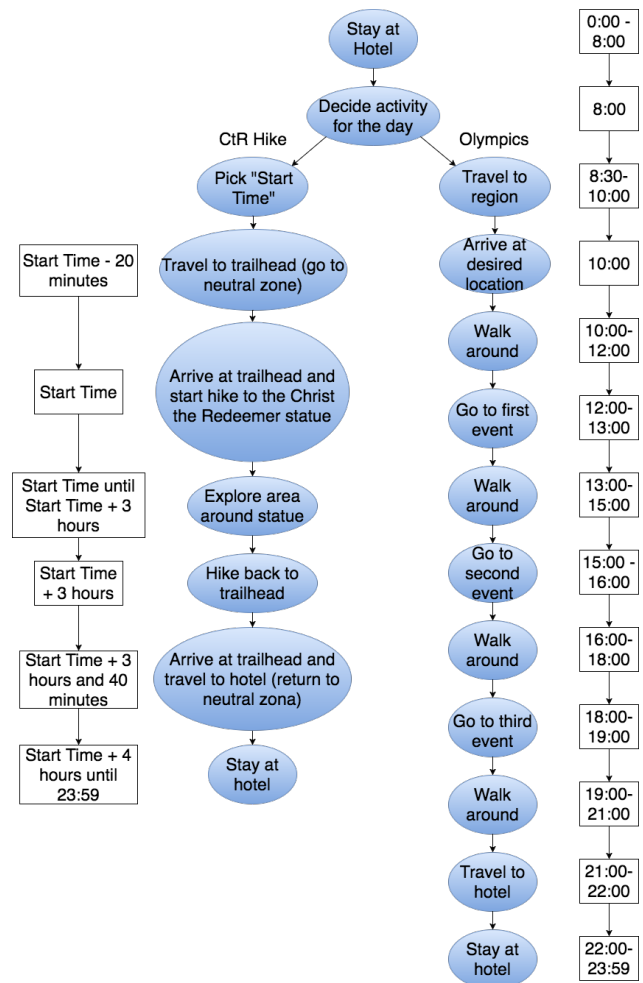 Stay at
Hotel
0:00 -
8:00
Decide activity
for the day
8:00
CtR Hike
Olympics
Pick "Start
Time"
Travel to
region
8:30-
10:00
Start Time - 20
minutes
Travel to trailhead (go to
neutral zone)
Arrive at
desired
location
10:00
Walk
around
10:00-
12:00
Start Time
Arrive at trailhead and
start hike to the Christ
the Redeemer statue
Go to first
event
12:00-
13:00
Start Time until
Start Time + 3
hours
Explore area
around statue
Walk
around
13:00-
15:00
Start Time
+ 3 hours
Hike back to
trailhead
Go to
second
event
15:00 -
16:00
Start Time + 3
hours and 40
minutes
Arrive at trailhead and
travel to hotel (return to
neutral zona)
Walk
around
16:00-
18:00
Go to third
event
18:00-
19:00
Start Time + 4
hours until
23:59
Stay at
hotel
Walk
around
19:00-
21:00
Travel to
hotel
21:00-
22:00
Stay at
hotel
22:00-
23:59